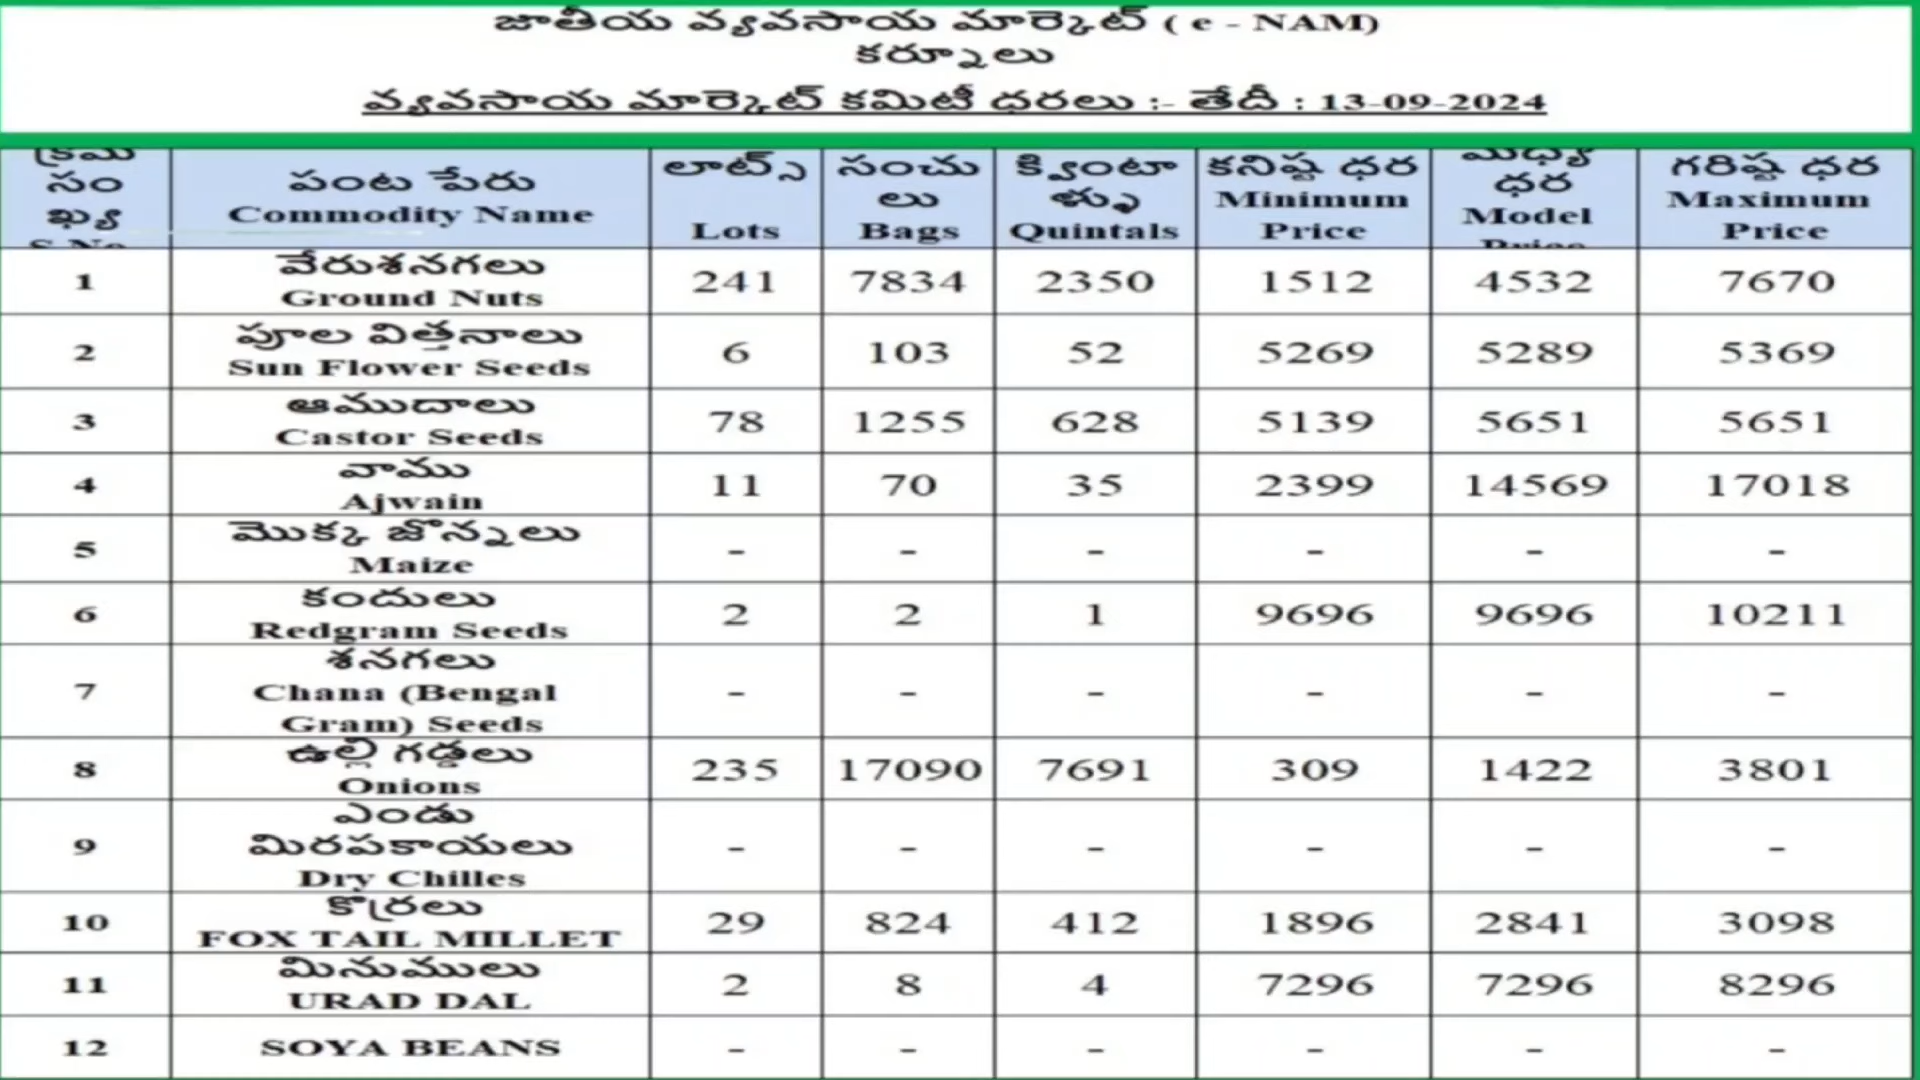 జాతీయ వ్యవసాయ మార్కెట్ ( e - NAM)
కర్నూలు
వ్యవసాయ మార్కెట్ కమిటీ ధరలు :- తేదీ : 13-09-2024
క్రమ సం ఖ్య S.No
పంట పేరు Commodity Name
లాట్స్ Lots
సంచు లు Bags
క్వింటా ళ్ళు Quintals
కనిష్ట ధర Minimum Price
మధ్య ధర Model Price
గరిష్ట ధర Maximum Price
1 వేరుశనగలు Ground Nuts 241 7834 2350 1512 4532 7670
2 పూల విత్తనాలు Sun Flower Seeds 6 103 52 5269 5289 5369
3 ఆముదాలు Castor Seeds 78 1255 628 5139 5651 5651
4 వాము Ajwain 11 70 35 2399 14569 17018
5 మొక్క జొన్నలు Maize - - - - - -
6 కందులు Redgram Seeds 2 2 1 9696 9696 10211
7 శనగలు Chana (Bengal Gram) Seeds - - - - - -
8 ఉల్లి గడ్డలు Onions 235 17090 7691 309 1422 3801
9 ఎండు మిరపకాయలు Dry Chilles - - - - - -
10 కొర్రలు FOX TAIL MILLET 29 824 412 1896 2841 3098
11 మినుములు URAD DAL 2 8 4 7296 7296 8296
12 SOYA BEANS - - - - - -